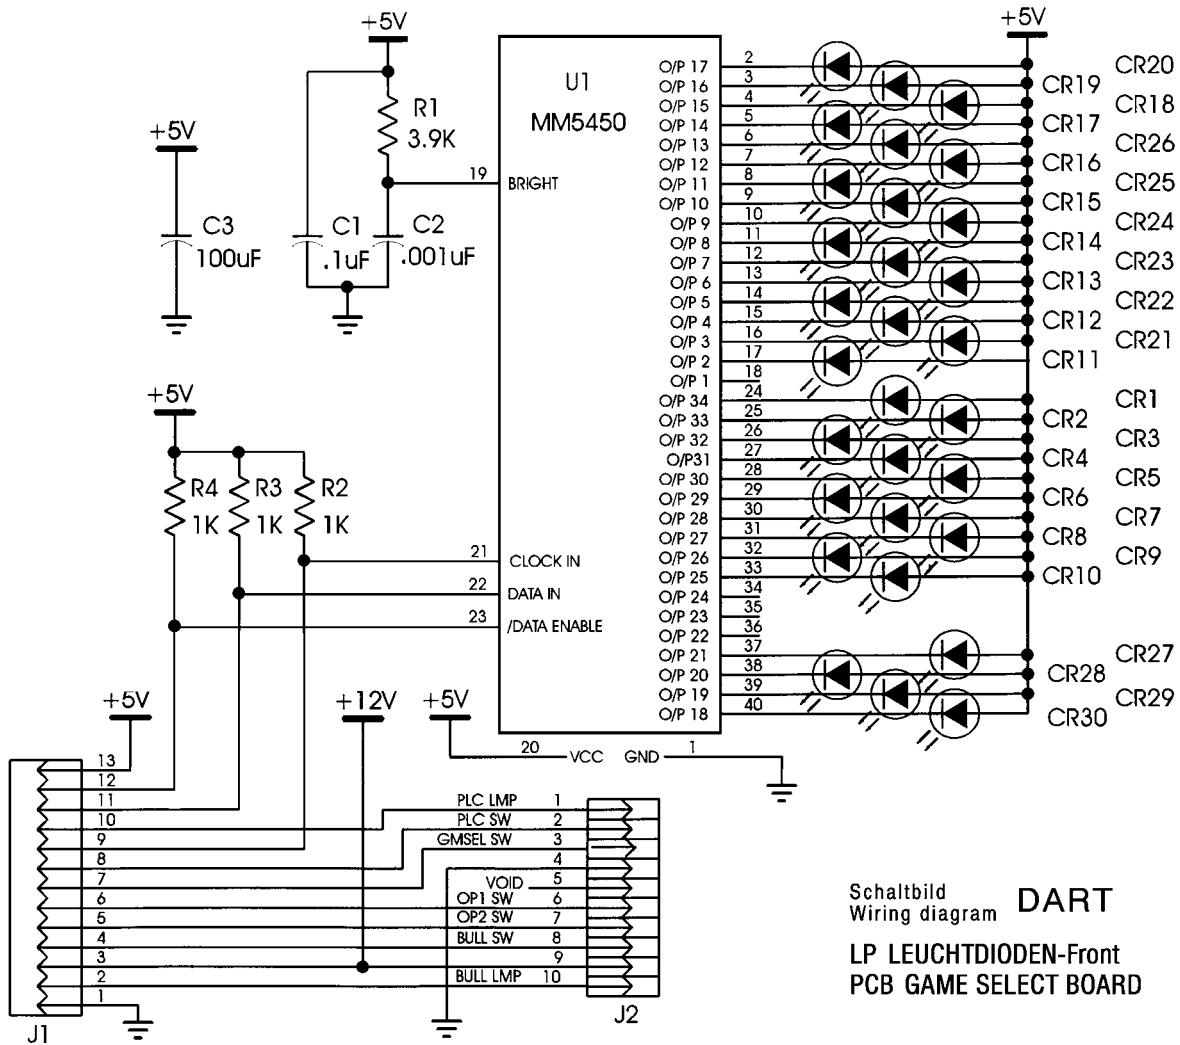 +5V
+5V
R1
3.9K
+5V
C3
100uF
C1
.1uF
C2
.001uF
19
BRIGHT
U1
MM5450
O/P 17 2 CR20
O/P 16 3 CR19
O/P 15 4 CR18
O/P 14 5 CR17
O/P 13 6 CR26
O/P 12 7 CR16
O/P 11 8 CR25
O/P 10 9 CR15
O/P 9 10 CR24
O/P 8 11 CR14
O/P 7 12 CR23
O/P 6 13 CR13
O/P 5 14 CR22
O/P 4 15 CR12
O/P 3 16 CR21
O/P 2 17 CR11
O/P 1 18
O/P 34 24 CR1
O/P 33 25 CR2
O/P 32 26 CR3
O/P31 27 CR4
O/P 30 28 CR5
O/P 29 29 CR6
O/P 28 30 CR7
O/P 27 31 CR8
O/P 26 32 CR9
O/P 25 33 CR10
O/P 24 34
O/P 23 35
O/P 22 36
O/P 21 37 CR27
O/P 20 38 CR28
O/P 19 39 CR29
O/P 18 40 CR30
+5V
R4
1K
R3
1K
R2
1K
21 CLOCK IN
22 DATA IN
23 /DATA ENABLE
+5V
+12V
+5V
20 VCC GND 1
13
12
11
10
9
8
7
6
5
4
3
2
1
J1
PLC LMP 1
PLC SW 2
GMSEL SW 3
4
VOID 5
OP1 SW 6
OP2 SW 7
BULL SW 8
9
BULL LMP 10
J2
Schaltbild
Wiring diagram DART
LP LEUCHTDIODEN-Front
PCB GAME SELECT BOARD